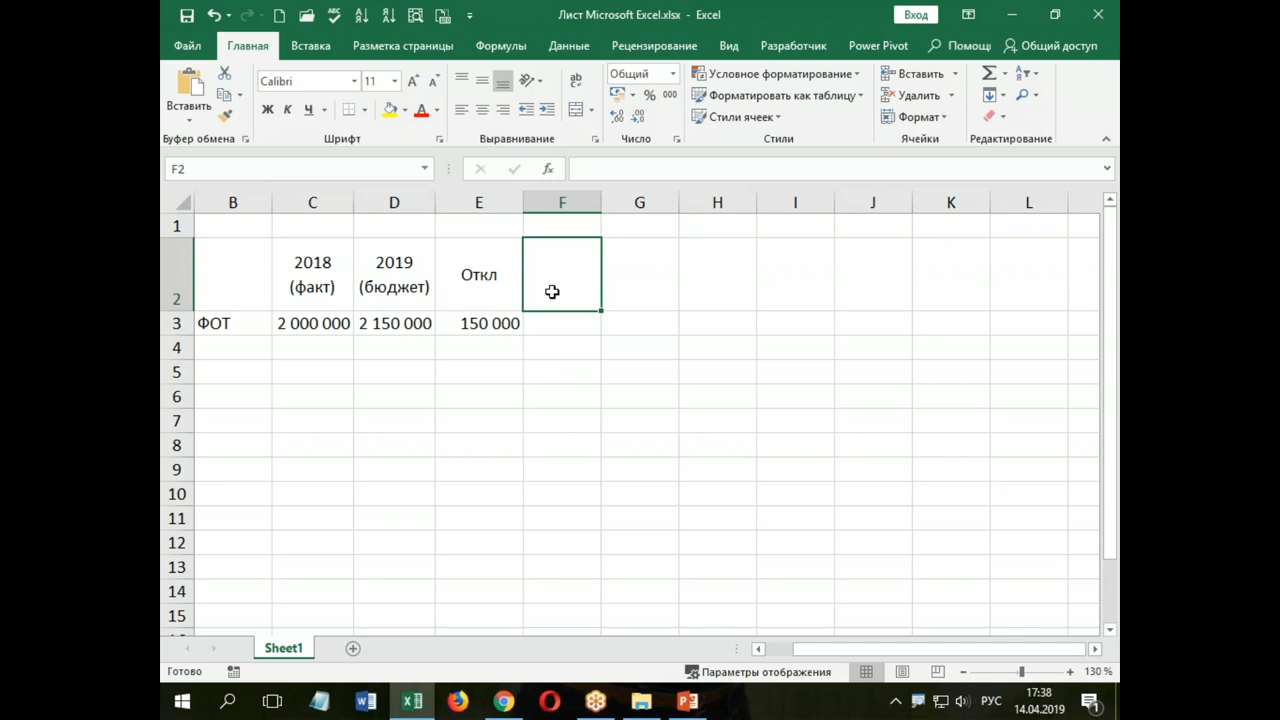 Лист Microsoft Excel.xlsx - Excel
Вход
Файл Главная Вставка Разметка страницы Формулы Данные Рецензирование Вид Разработчик Power Pivot Помощ Общий доступ
Вставить
Calibri 11
Ж К Ч А
Общий
% 000
Условное форматирование
Форматировать как таблицу
Стили ячеек
Вставить
Удалить
Формат
Буфер обмена Шрифт Выравнивание Число Стили Ячейки Редактирование
F2 fx
B C D E F G H I J K L
1
2 2018 (факт) 2019 (бюджет) Откл
3 ФОТ 2 000 000 2 150 000 150 000
4
5
6
7
8
9
10
11
12
13
14
15
Sheet1
Готово Параметры отображения 130 %
РУС 17:38
14.04.2019 1